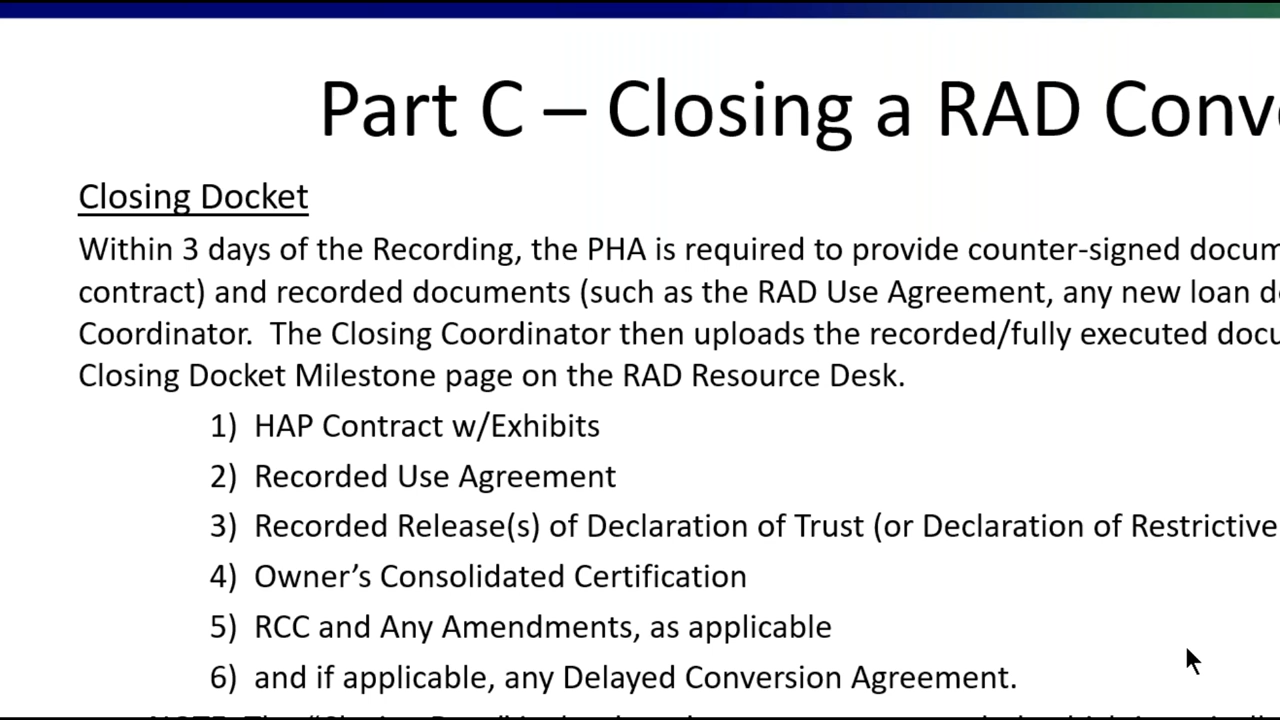 Part C – Closing a RAD
Closing Docket
Within 3 days of the Recording, the PHA is required to provide counter-signed
contract) and recorded documents (such as the RAD Use Agreement, any new loan
Coordinator. The Closing Coordinator then uploads the recorded/fully executed
Closing Docket Milestone page on the RAD Resource Desk.
1) HAP Contract w/Exhibits
2) Recorded Use Agreement
3) Recorded Release(s) of Declaration of Trust (or Declaration of Restrictive
4) Owner’s Consolidated Certification
5) RCC and Any Amendments, as applicable
6) and if applicable, any Delayed Conversion Agreement.